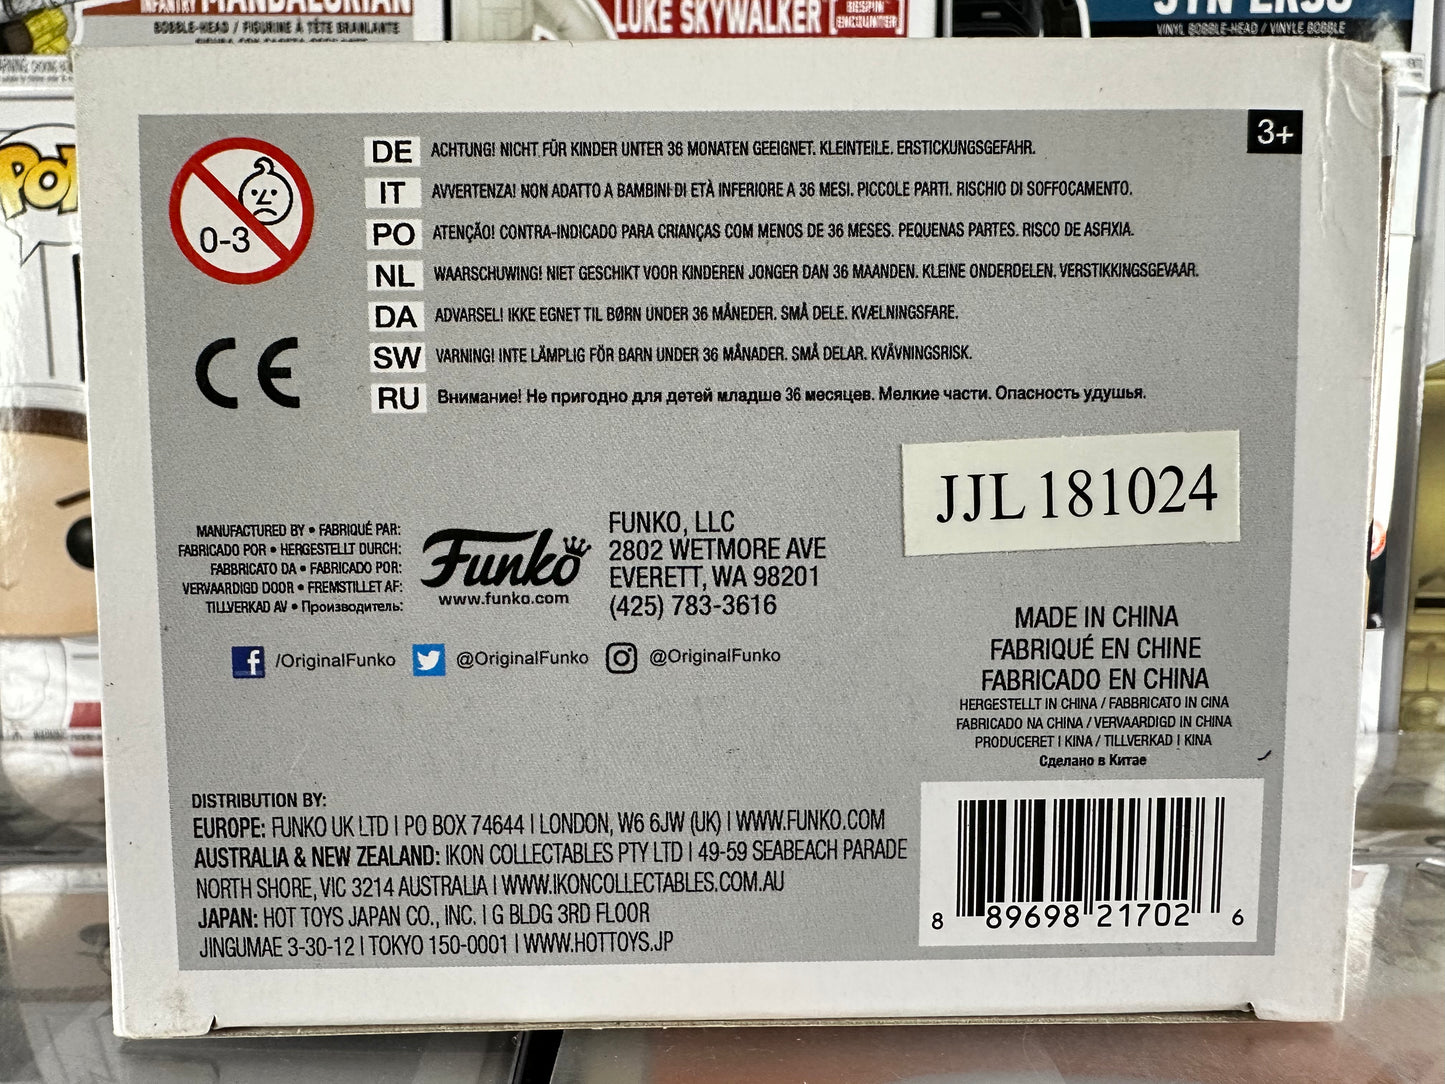 INFANTRY MANDALORIAN
BOBBLE-HEAD / FIGURINE À TÊTE BRANLANTE
LUKE SKYWALKER [BESPIN ENCOUNTER]
JYN ERSO
VINYL BOBBLE-HEAD / VINYLE BOBBLE
POP
3+
0-3
CE
DE ACHTUNG! NICHT FÜR KINDER UNTER 36 MONATEN GEEIGNET. KLEINTEILE. ERSTICKUNGSGEFAHR.
IT AVVERTENZA! NON ADATTO A BAMBINI DI ETÀ INFERIORE A 36 MESI. PICCOLE PARTI. RISCHIO DI SOFFOCAMENTO.
PO ATENÇÃO! CONTRA-INDICADO PARA CRIANÇAS COM MENOS DE 36 MESES. PEQUENAS PARTES. RISCO DE ASFIXIA.
NL WAARSCHUWING! NIET GESCHIKT VOOR KINDEREN JONGER DAN 36 MAANDEN. KLEINE ONDERDELEN. VERSTIKKINGSGEVAAR.
DA ADVARSEL! IKKE EGNET TIL BØRN UNDER 36 MÅNEDER. SMÅ DELE. KVÆLNINGSFARE.
SW VARNING! INTE LÄMPLIG FÖR BARN UNDER 36 MÅNADER. SMÅ DELAR. KVÄVNINGSRISK.
RU Внимание! Не пригодно для детей младше 36 месяцев. Мелкие части. Опасность удушья.
JJL 181024
MANUFACTURED BY • FABRIQUÉ PAR:
FABRICADO POR • HERGESTELLT DURCH:
FABBRICATO DA • FABRICADO POR:
VERVAARDIGD DOOR • FREMSTILLET AF:
TILLVERKAD AV • Производитель:
Funko
www.funko.com
FUNKO, LLC
2802 WETMORE AVE
EVERETT, WA 98201
(425) 783-3616
/OriginalFunko @OriginalFunko @OriginalFunko
MADE IN CHINA
FABRIQUÉ EN CHINE
FABRICADO EN CHINA
HERGESTELLT IN CHINA / FABBRICATO IN CINA
FABRICADO NA CHINA / VERVAARDIGD IN CHINA
PRODUCERET I KINA / TILLVERKAD I KINA
Сделано в Китае
DISTRIBUTION BY:
EUROPE: FUNKO UK LTD | PO BOX 74644 | LONDON, W6 6JW (UK) | WWW.FUNKO.COM
AUSTRALIA & NEW ZEALAND: IKON COLLECTABLES PTY LTD | 49-59 SEABEACH PARADE
NORTH SHORE, VIC 3214 AUSTRALIA | WWW.IKONCOLLECTABLES.COM.AU
JAPAN: HOT TOYS JAPAN CO., INC. | G BLDG 3RD FLOOR
JINGUMAE 3-30-12 | TOKYO 150-0001 | WWW.HOTTOYS.JP
8 89698 21702 6